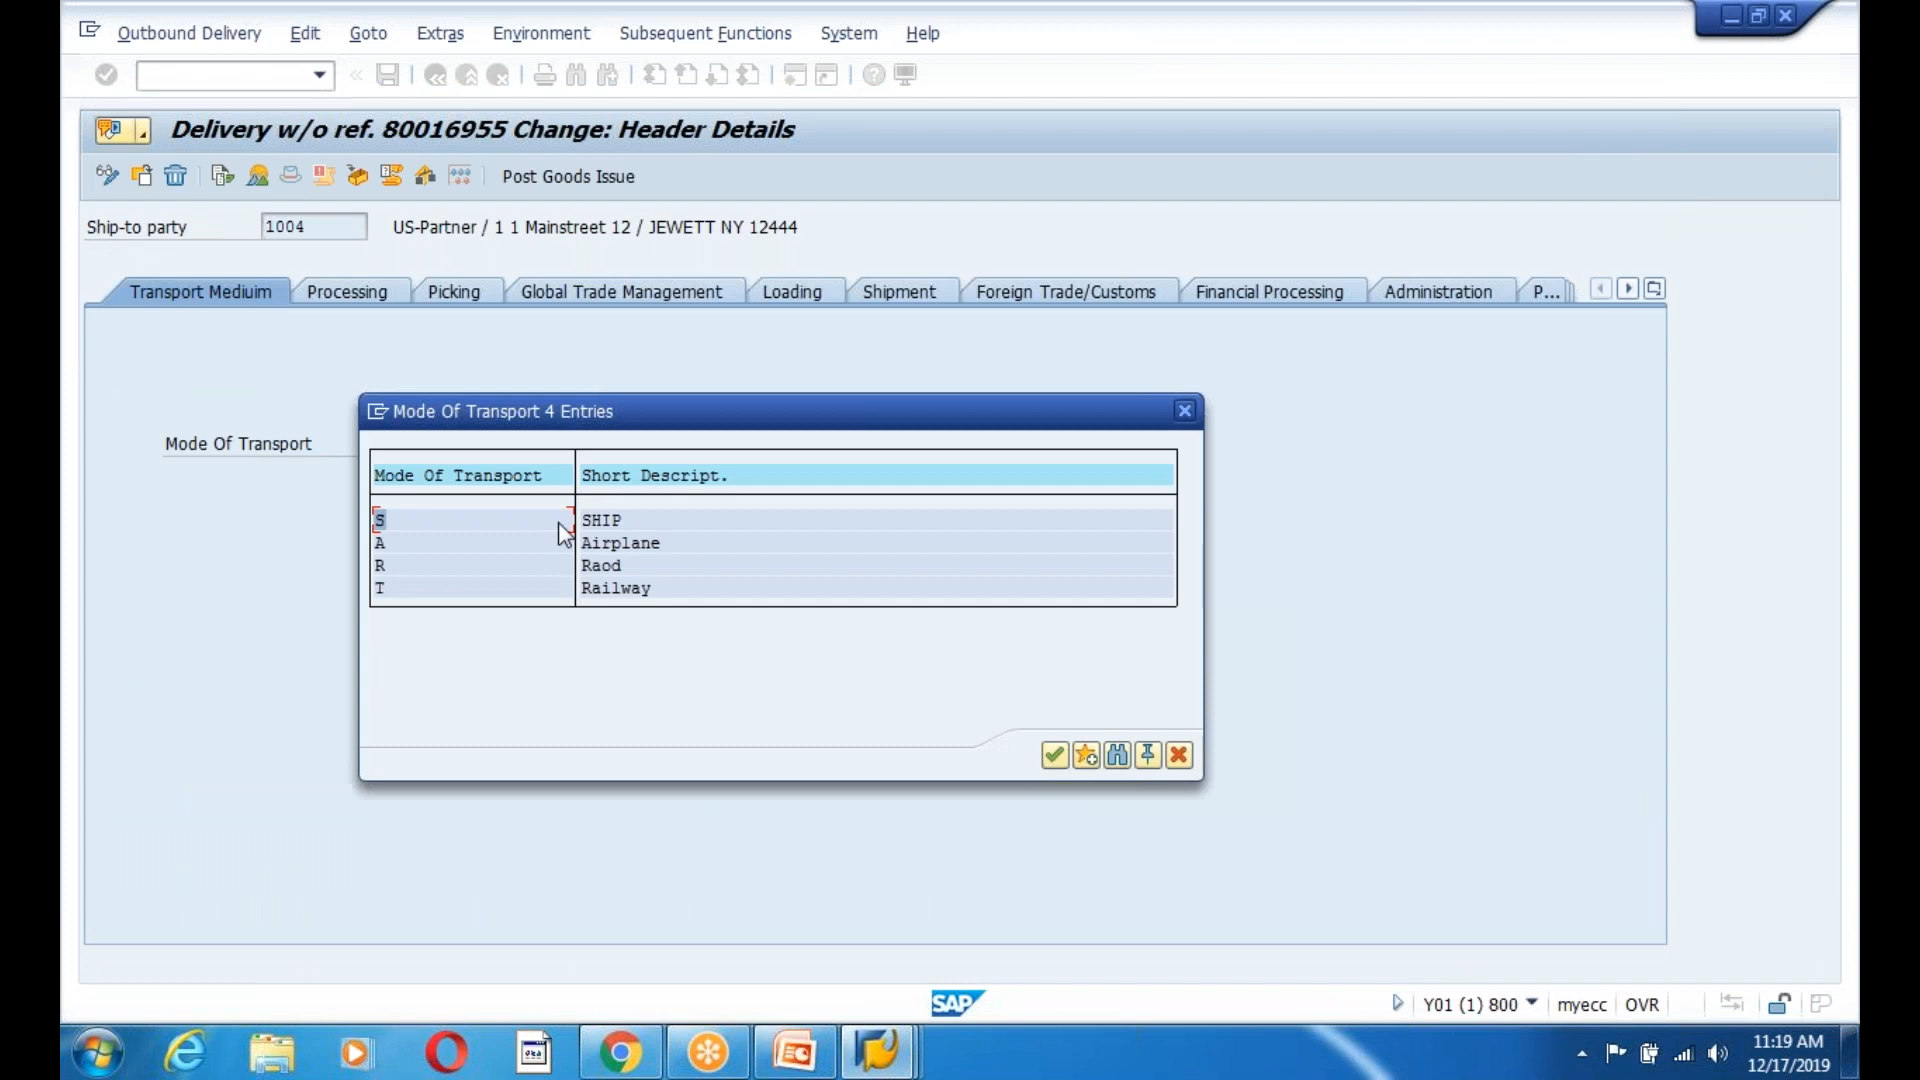 Outbound Delivery Edit Goto Extras Environment Subsequent Functions System Help
Delivery w/o ref. 80016955 Change: Header Details
Post Goods Issue
Ship-to party 1004 US-Partner / 1 1 Mainstreet 12 / JEWETT NY 12444
Transport Mediuim Processing Picking Global Trade Management Loading Shipment Foreign Trade/Customs Financial Processing Administration P...
Mode Of Transport 4 Entries
Mode Of Transport
Mode Of Transport Short Descript.
S SHIP
A Airplane
R Raod
T Railway
SAP
Y01 (1) 800 myecc OVR
11:19 AM
12/17/2019